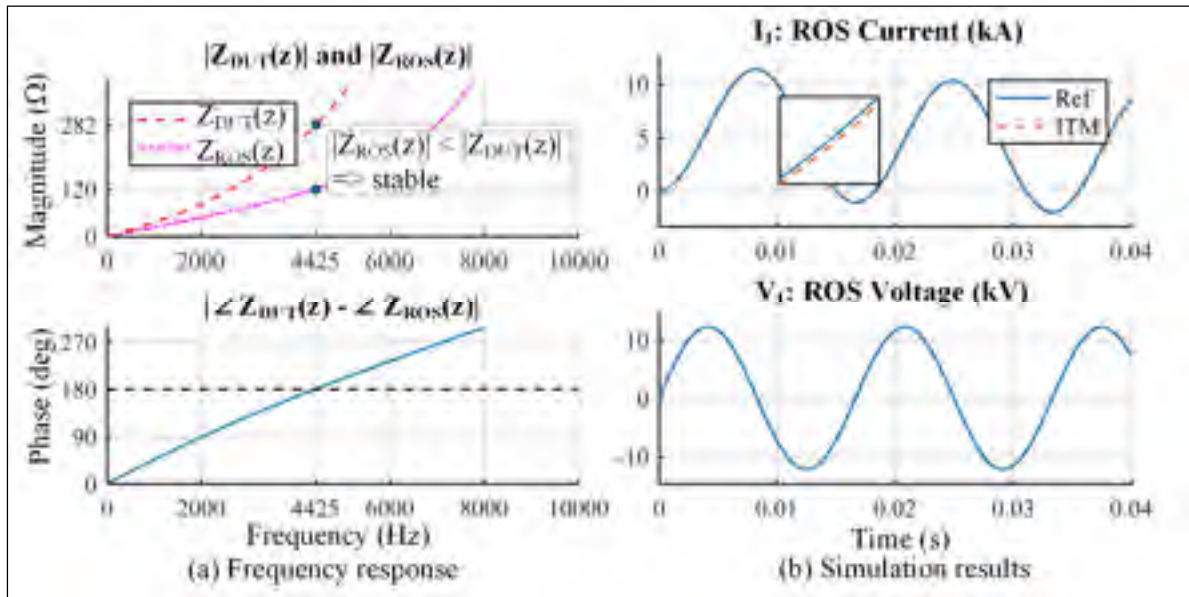 |Z_DUT(z)| and |Z_ROS(z)|
Magnitude (Ω)
282
120
0
Z_DUT(z)
Z_ROS(z)
|Z_ROS(z)| < |Z_DUT(z)|
=> stable
0 2000 4425 6000 8000 10000
|∠ Z_DUT(z) - ∠ Z_ROS(z)|
Phase (deg)
270
180
90
0
0 2000 4425 6000 8000 10000
Frequency (Hz)
(a) Frequency response
I₁: ROS Current (kA)
10
5
0
Ref
ITM
0 0.01 0.02 0.03 0.04
V₁: ROS Voltage (kV)
10
0
-10
0 0.01 0.02 0.03 0.04
Time (s)
(b) Simulation results